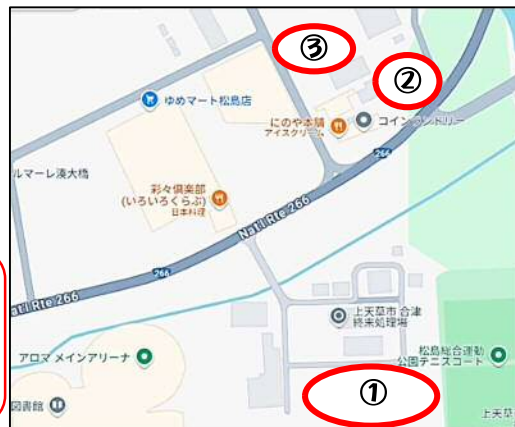 ③
②
ゆめマート松島店
にのや本舗
アイスクリーム
コインランドリー
266
ルマーレ湊大橋
彩々倶楽部
(いろいろくらぶ)
日本料理
Nat'l Rte 266
266
at'l Rte 266
上天草市 合津
終末処理場
アロマ メインアリーナ
松島総合運動
公園テニスコート
①
図書館
上天草